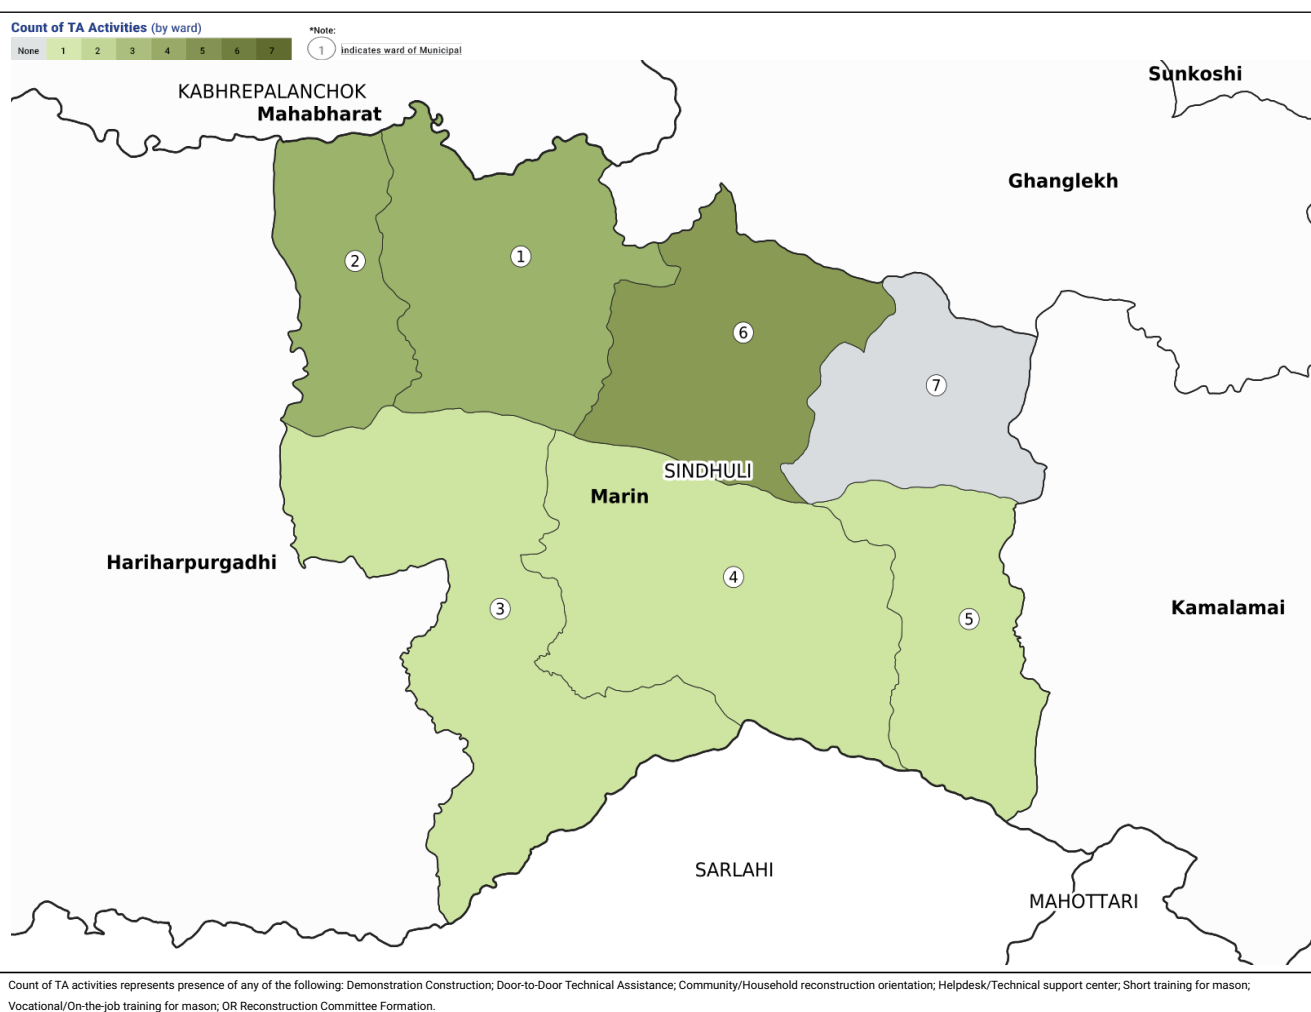 Count of TA Activities (by ward)
*Note:
None 1 2 3 4 5 6 7
1 indicates ward of Municipal
Sunkoshi
KABHREPALANCHOK
Mahabharat
Ghanglekh
2
1
6
7
SINDHULI
Marin
Hariharpurgadhi
4
3
Kamalamai
5
SARLAHI
MAHOTTARI
Count of TA activities represents presence of any of the following: Demonstration Construction; Door-to-Door Technical Assistance; Community/Household reconstruction orientation; Helpdesk/Technical support center; Short training for mason;
Vocational/On-the-job training for mason; OR Reconstruction Committee Formation.